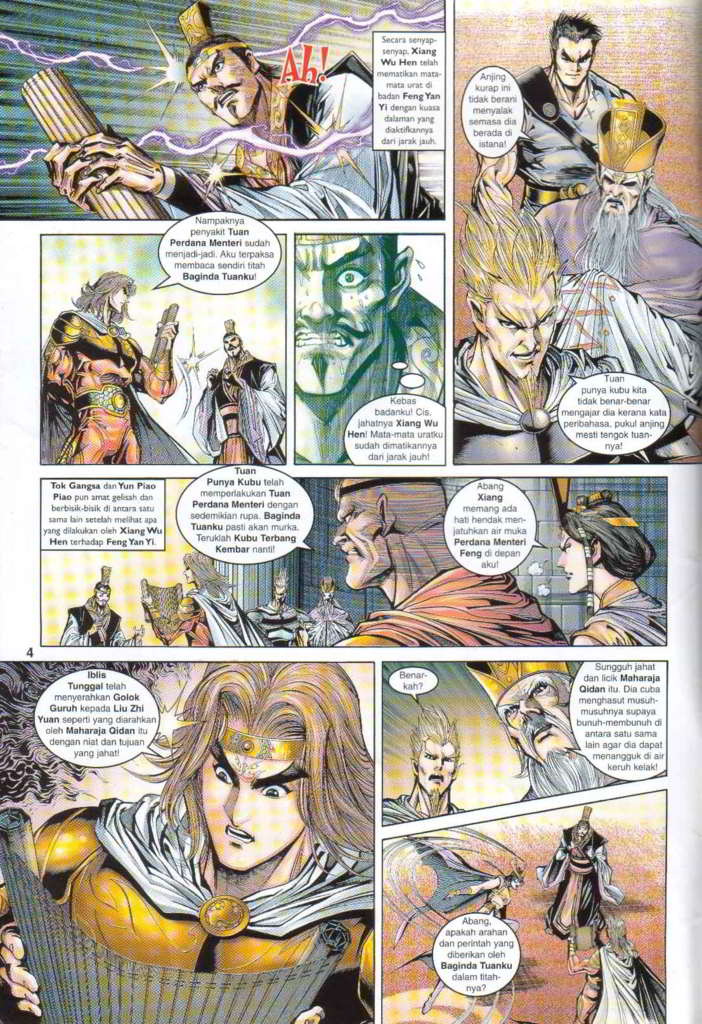 Ah!
Secara senyap-
senyap, Xiang
Wu Hen telah
mematikan mata-
mata urat di
badan Feng Yan
Yi dengan kuasa
dalaman yang
diaktifkannya
dari jarak jauh.
Anjing
kurap ini
tidak berani
menyalak
semasa dia
berada di
istana!
Tuan
punya kubu kita
tidak benar-benar
mengajar dia kerana kata
peribahasa, pukul anjing
mesti tengok tuan-
nya!
Nampaknya
penyakit Tuan
Perdana Menteri sudah
menjadi-jadi. Aku terpaksa
membaca sendiri titah
Baginda Tuanku!
Kebas
badanku! Cis,
jahatnya Xiang Wu
Hen! Mata-mata uratku
sudah dimatikannya
dari jarak jauh!
Tok Gangsa dan Yun Piao
Piao pun amat gelisah dan
berbisik-bisik di antara satu
sama lain setelah melihat apa
yang dilakukan oleh Xiang Wu
Hen terhadap Feng Yan Yi.
Tuan
Punya Kubu telah
memperlakukan Tuan
Perdana Menteri dengan
sedemikian rupa. Baginda
Tuanku pasti akan murka.
Teruklah Kubu Terbang
Kembar nanti!
Abang
Xiang
memang ada
hati hendak men-
jatuhkan air muka
Perdana Menteri
Feng di depan
aku!
4
Iblis
Tunggal telah
menyerahkan Golok
Guruh kepada Liu Zhi
Yuan seperti yang diarahkan
oleh Maharaja Qidan itu
dengan niat dan tujuan
yang jahat!
Benar-
kah?
Sungguh jahat
dan licik Maharaja
Qidan itu. Dia cuba
menghasut musuh-
musuhnya supaya
bunuh-membunuh di
antara satu sama
lain agar dia dapat
menangguk di air
keruh kelak!
Abang,
apakah arahan
dan perintah yang
diberikan oleh
Baginda Tuanku
dalam titah-
nya?